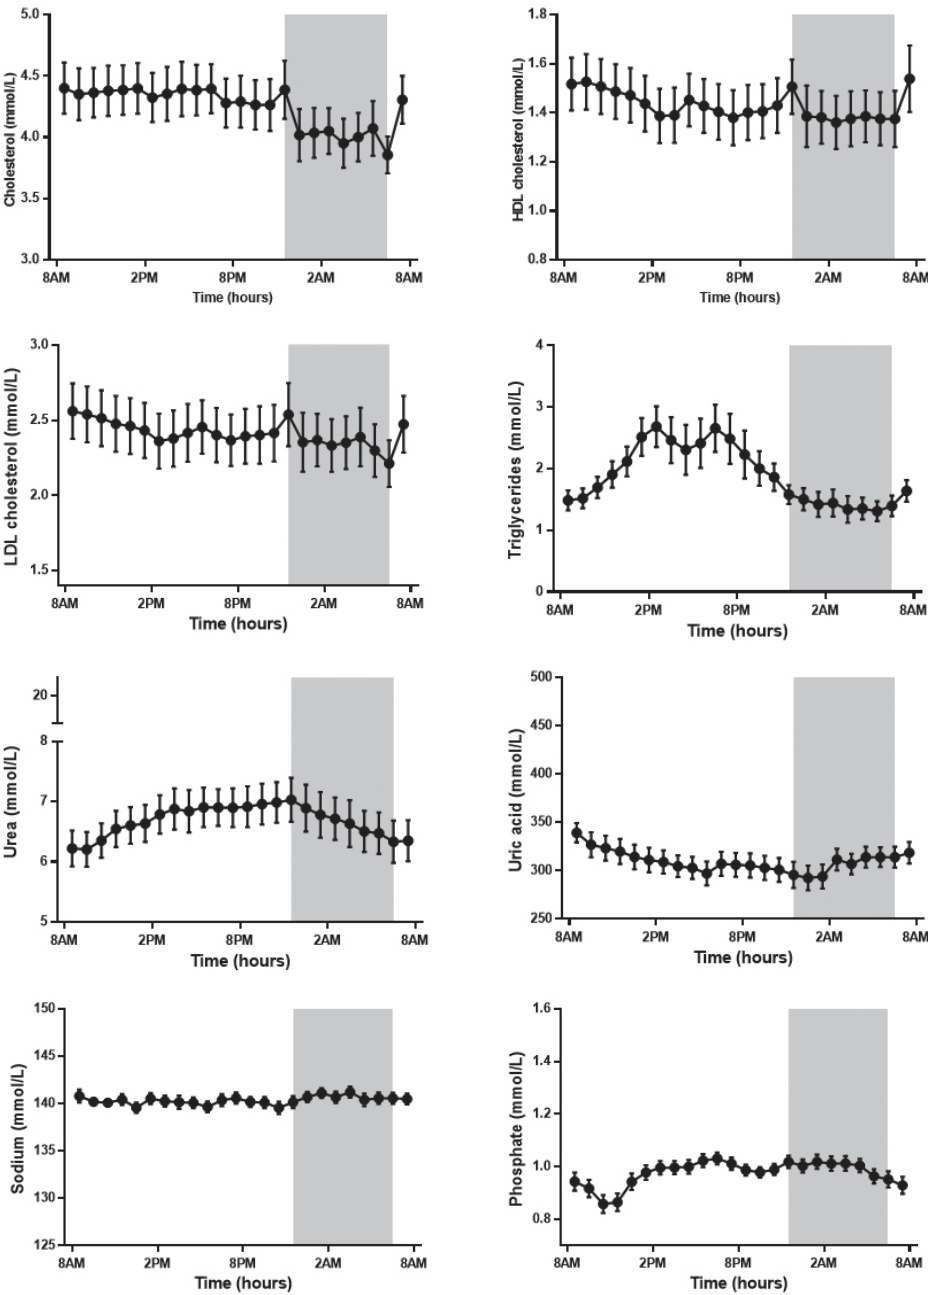 Cholesterol (mmol/L)
5.0
4.5
4.0
3.5
3.0
8AM 2PM 8PM 2AM 8AM
Time (hours)
HDL cholesterol (mmol/L)
1.8
1.6
1.4
1.2
1.0
0.8
8AM 2PM 8PM 2AM 8AM
Time (hours)
LDL cholesterol (mmol/L)
3.0
2.5
2.0
1.5
8AM 2PM 8PM 2AM 8AM
Time (hours)
Triglycerides (mmol/L)
4
3
2
1
0
8AM 2PM 8PM 2AM 8AM
Time (hours)
Urea (mmol/L)
20
8
7
6
5
8AM 2PM 8PM 2AM 8AM
Time (hours)
Uric acid (mmol/L)
500
450
400
350
300
250
8AM 2PM 8PM 2AM 8AM
Time (hours)
Sodium (mmol/L)
150
145
140
135
130
125
8AM 2PM 8PM 2AM 8AM
Time (hours)
Phosphate (mmol/L)
1.6
1.4
1.2
1.0
0.8
8AM 2PM 8PM 2AM 8AM
Time (hours)